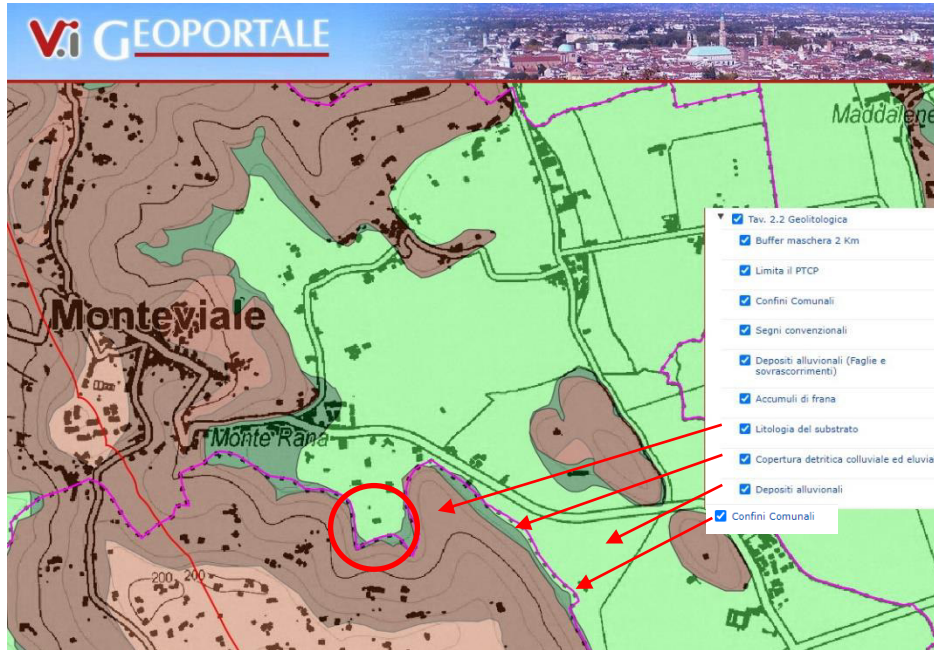 V.i GEOPORTALE
Maddalene
Tav. 2.2 Geolitologica
Buffer maschera 2 Km
Limita il PTCP
Confini Comunali
Segni convenzionali
Monteviale
Depositi alluvionali (Faglie e
sovrascorrimenti)
Accumuli di frana
Litologia del substrato
Monte Rana
Copertura detritica colluviale ed eluvia
Depositi alluvionali
Confini Comunali
200 200